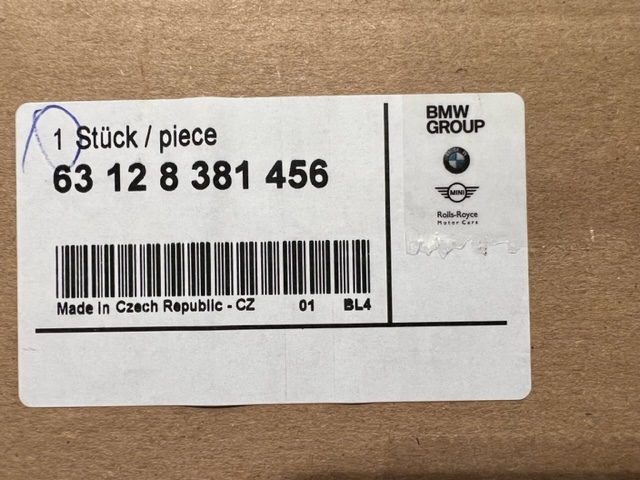 1 Stück / piece
63 12 8 381 456
Made in Czech Republic - CZ 01 BL4
BMW
GROUP
MINI
Rolls-Royce
Motor Cars